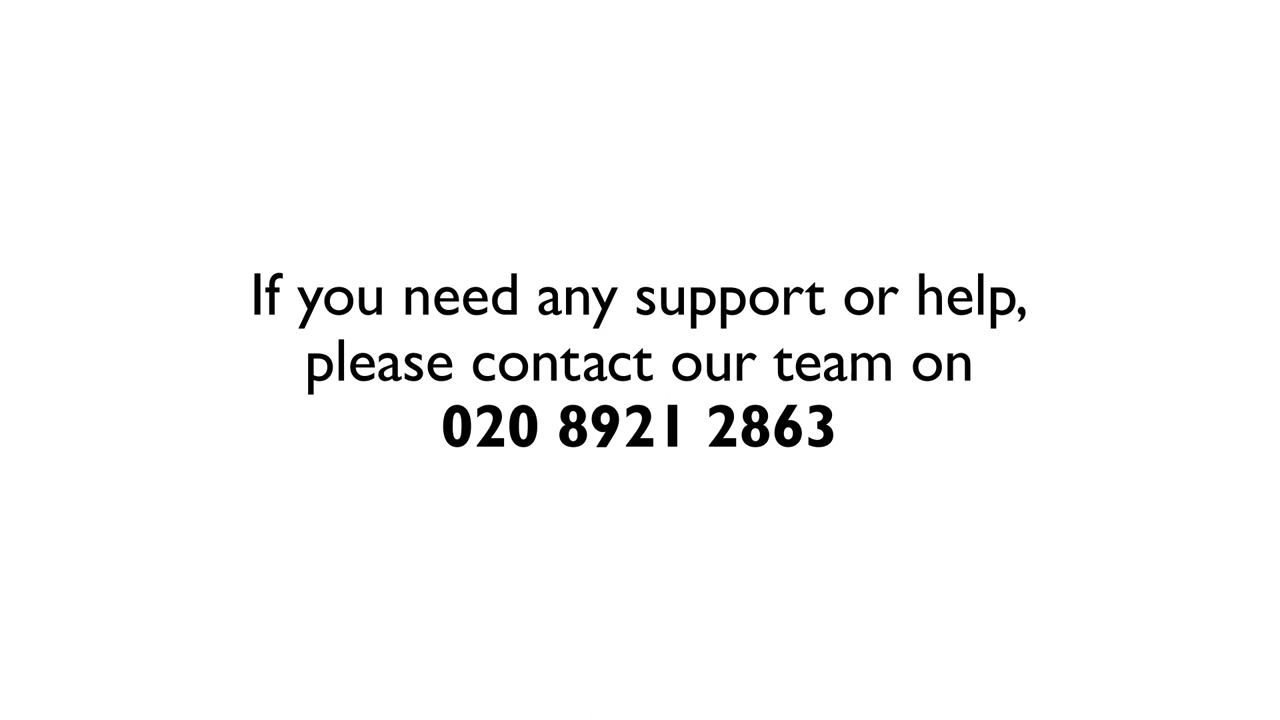 If you need any support or help,
please contact our team on
020 8921 2863